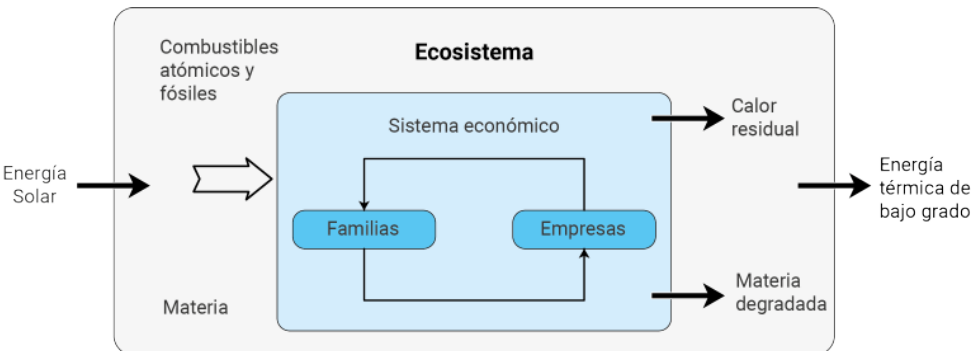 Combustibles
atómicos y
fósiles
Ecosistema
Sistema económico
Calor
residual
Energía
Solar
Energía
térmica de
bajo grado
Familias
Empresas
Materia
Materia
degradada